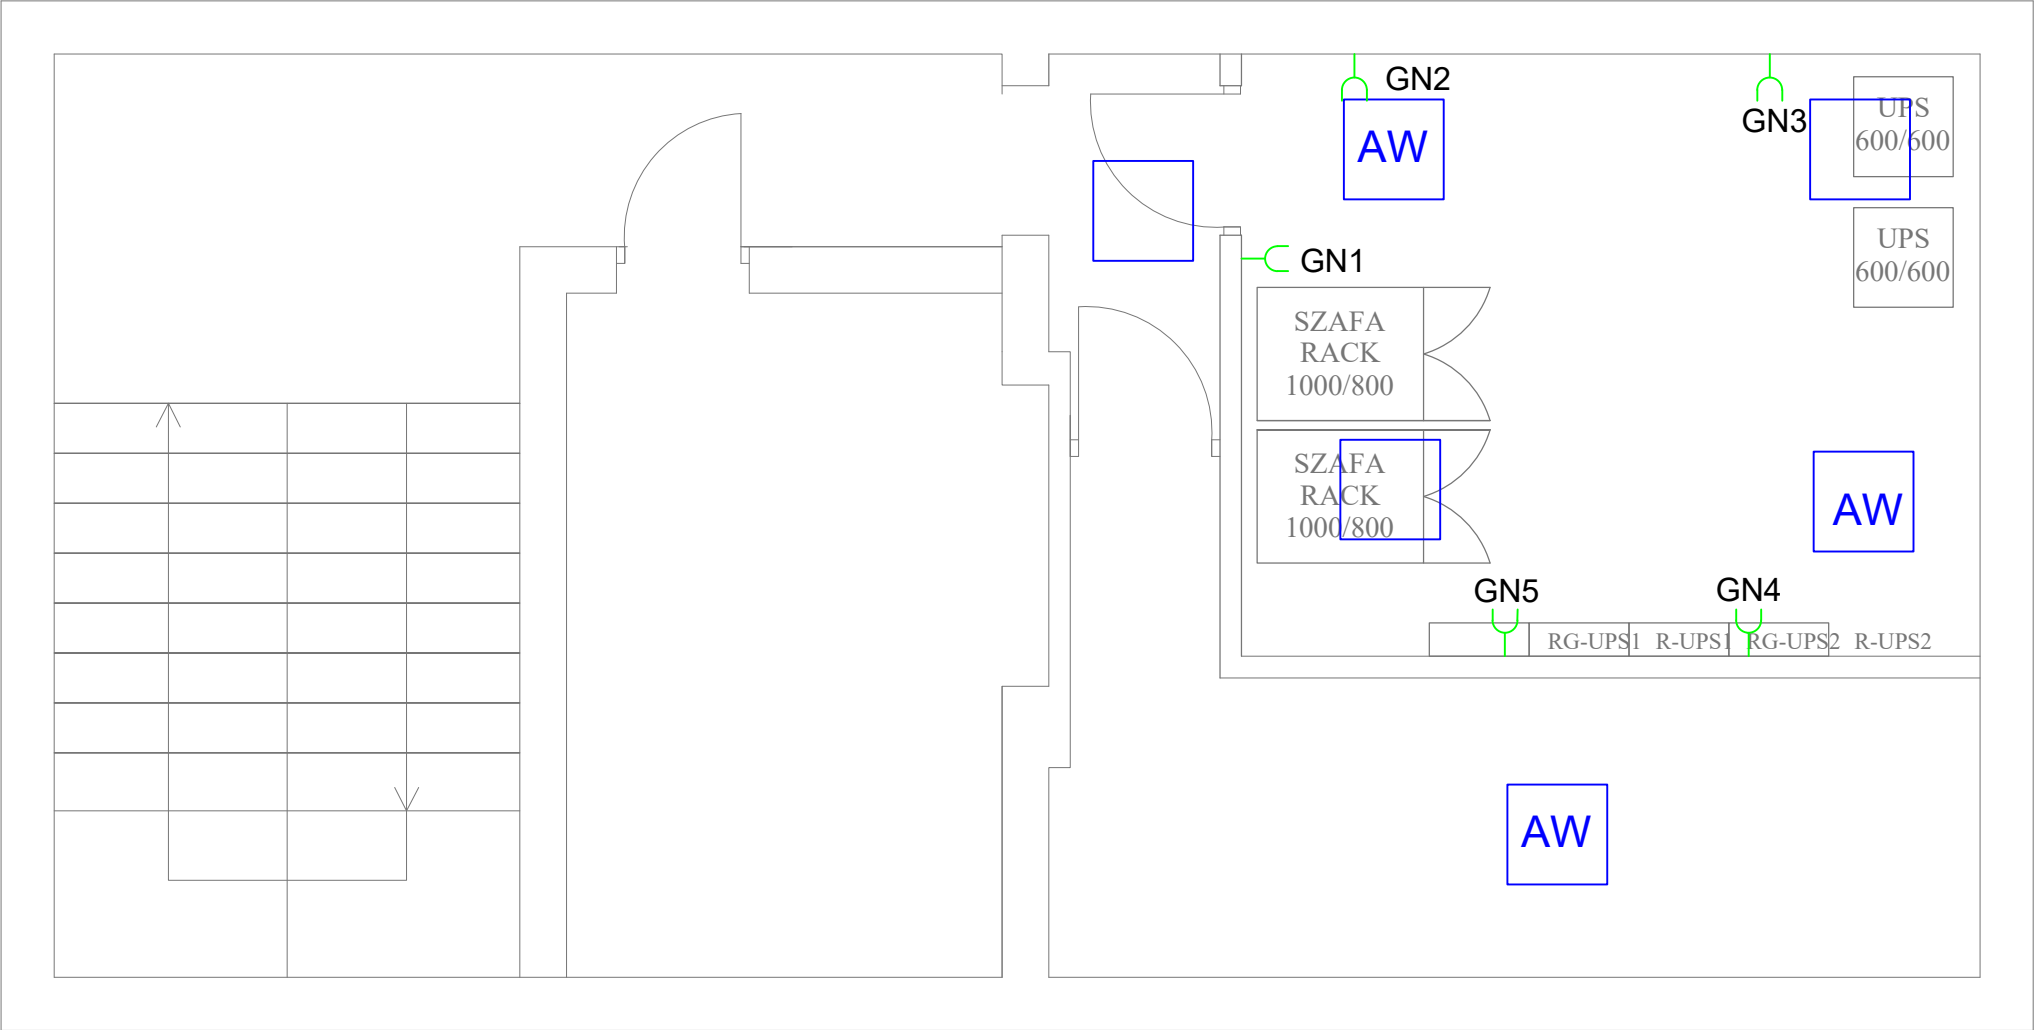 GN2
AW
GN3
UPS
600/600
UPS
600/600
GN1
SZAFA
RACK
1000/800
SZAFA
RACK
1000/800
AW
GN5
GN4
RG-UPS1 R-UPS1 RG-UPS2 R-UPS2
AW